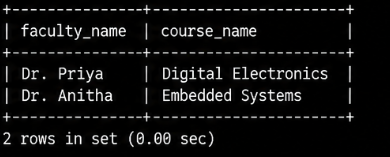 +---------------+----------------------+
| faculty_name | course_name |
+---------------+----------------------+
| Dr. Priya | Digital Electronics |
| Dr. Anitha | Embedded Systems |
+---------------+----------------------+
2 rows in set (0.00 sec)